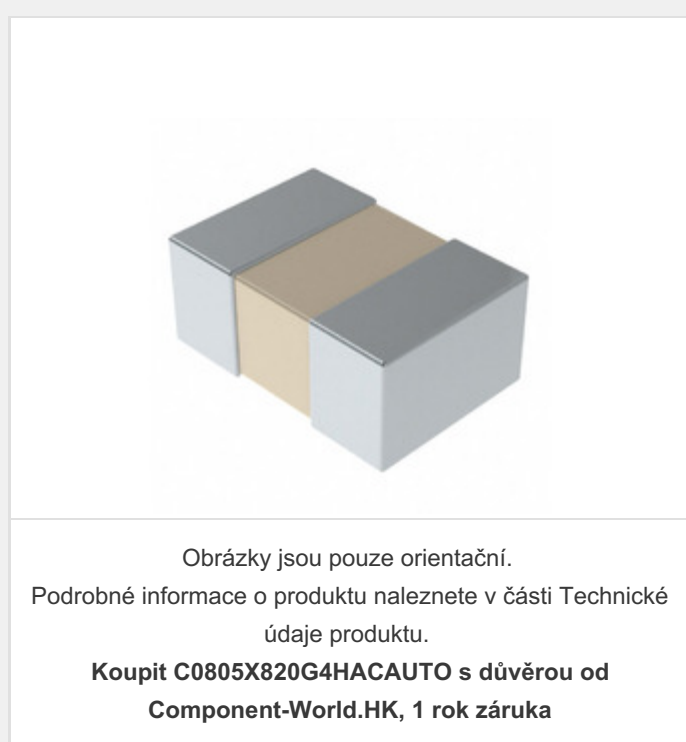 Obrázky jsou pouze orientační.
Podrobné informace o produktu naleznete v části Technické
údaje produktu.
Koupit C0805X820G4HACAUTO s důvěrou od
Component-World.HK, 1 rok záruka